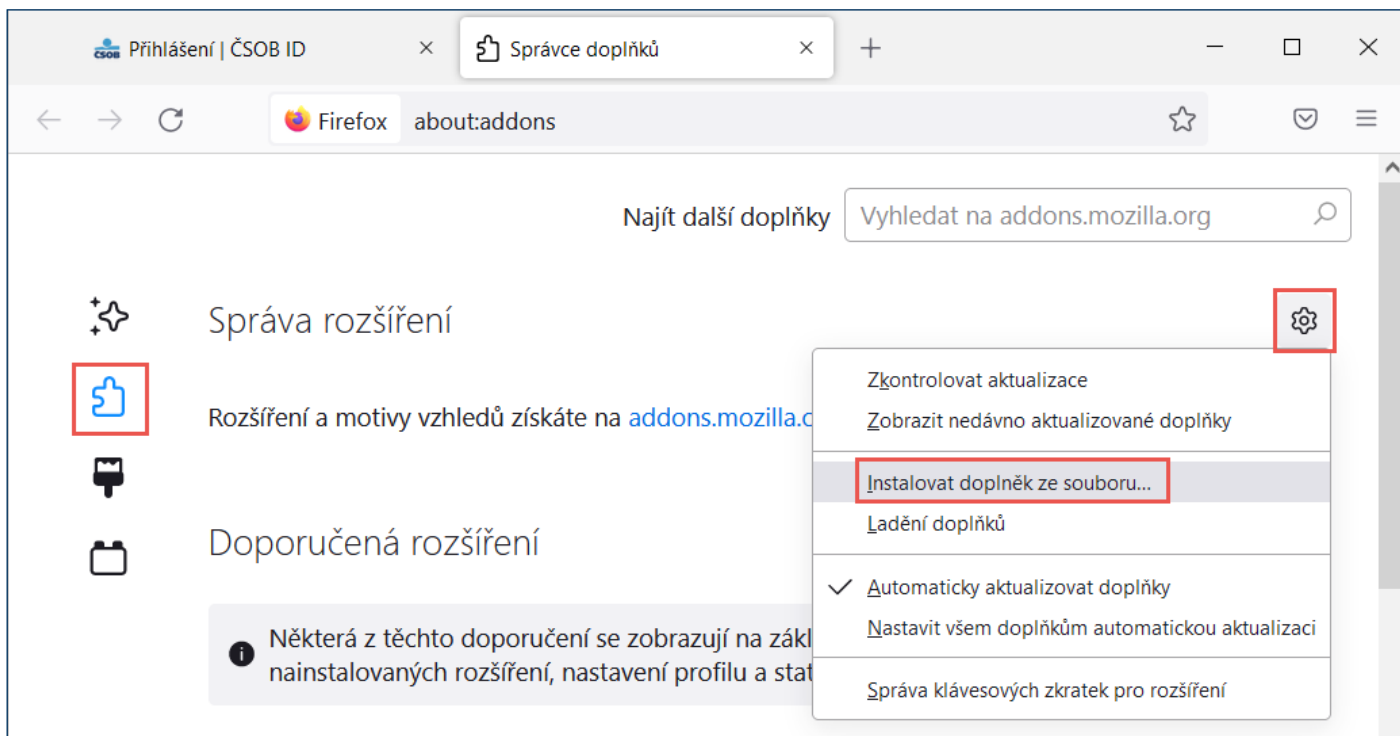 ČSOB Přihlášení | ČSOB ID
Správce doplňků
Firefox about:addons
Najít další doplňky Vyhledat na addons.mozilla.org
Správa rozšíření
Zkontrolovat aktualizace
Rozšíření a motivy vzhledů získáte na addons.mozilla.o
Zobrazit nedávno aktualizované doplňky
Instalovat doplněk ze souboru...
Ladění doplňků
Doporučená rozšíření
Automaticky aktualizovat doplňky
Nastavit všem doplňkům automatickou aktualizaci
Některá z těchto doporučení se zobrazují na zákl
nainstalovaných rozšíření, nastavení profilu a stat
Správa klávesových zkratek pro rozšíření